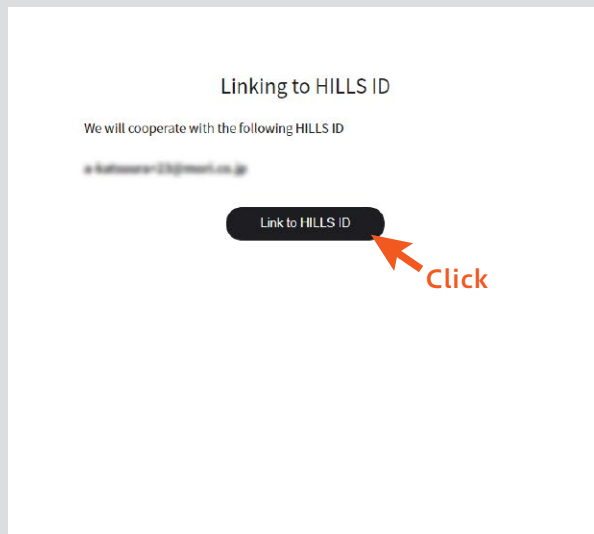 Linking to HILLS ID
We will cooperate with the following HILLS ID
Link to HILLS ID
Click